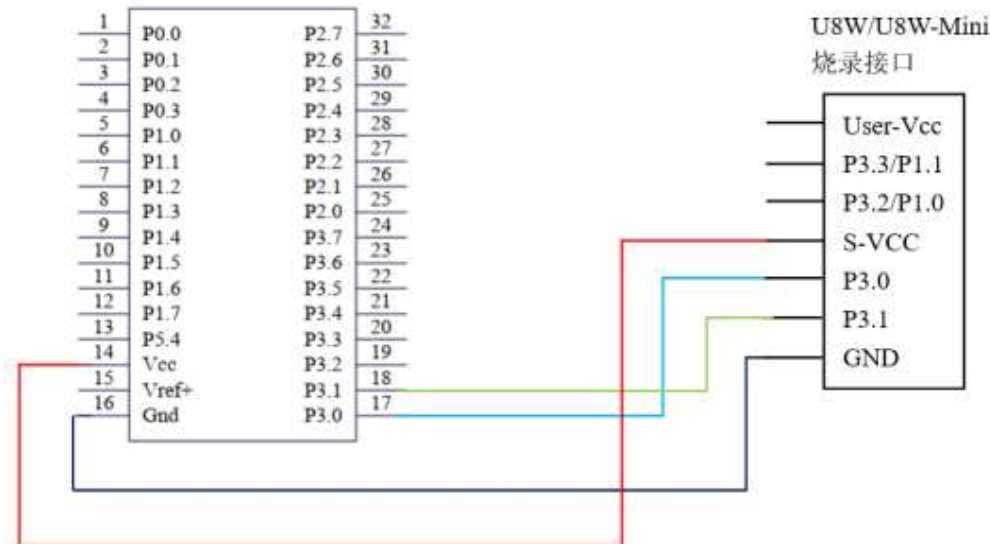 U8W/U8W-Mini
烧录接口
1 P0.0 P2.7 32
2 P0.1 P2.6 31
3 P0.2 P2.5 30
4 P0.3 P2.4 29
5 P1.0 P2.3 28
6 P1.1 P2.2 27
7 P1.2 P2.1 26
8 P1.3 P2.0 25
9 P1.4 P3.7 24
10 P1.5 P3.6 23
11 P1.6 P3.5 22
12 P1.7 P3.4 21
13 P5.4 P3.3 20
14 Vcc P3.2 19
15 Vref+ P3.1 18
16 Gnd P3.0 17
User-Vcc
P3.3/P1.1
P3.2/P1.0
S-VCC
P3.0
P3.1
GND